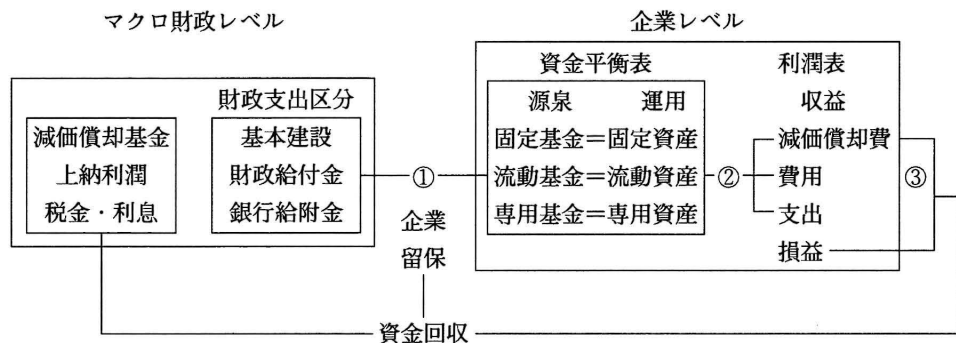 マクロ財政レベル
企業レベル
財政支出区分
減価償却基金
上納利潤
税金・利息
基本建設
財政給付金
銀行給附金
①
企業
留保
資金平衡表
源泉 運用
固定基金=固定資産
流動基金=流動資産
専用基金=専用資産
②
利潤表
収益
減価償却費
費用
支出
損益
③
資金回収